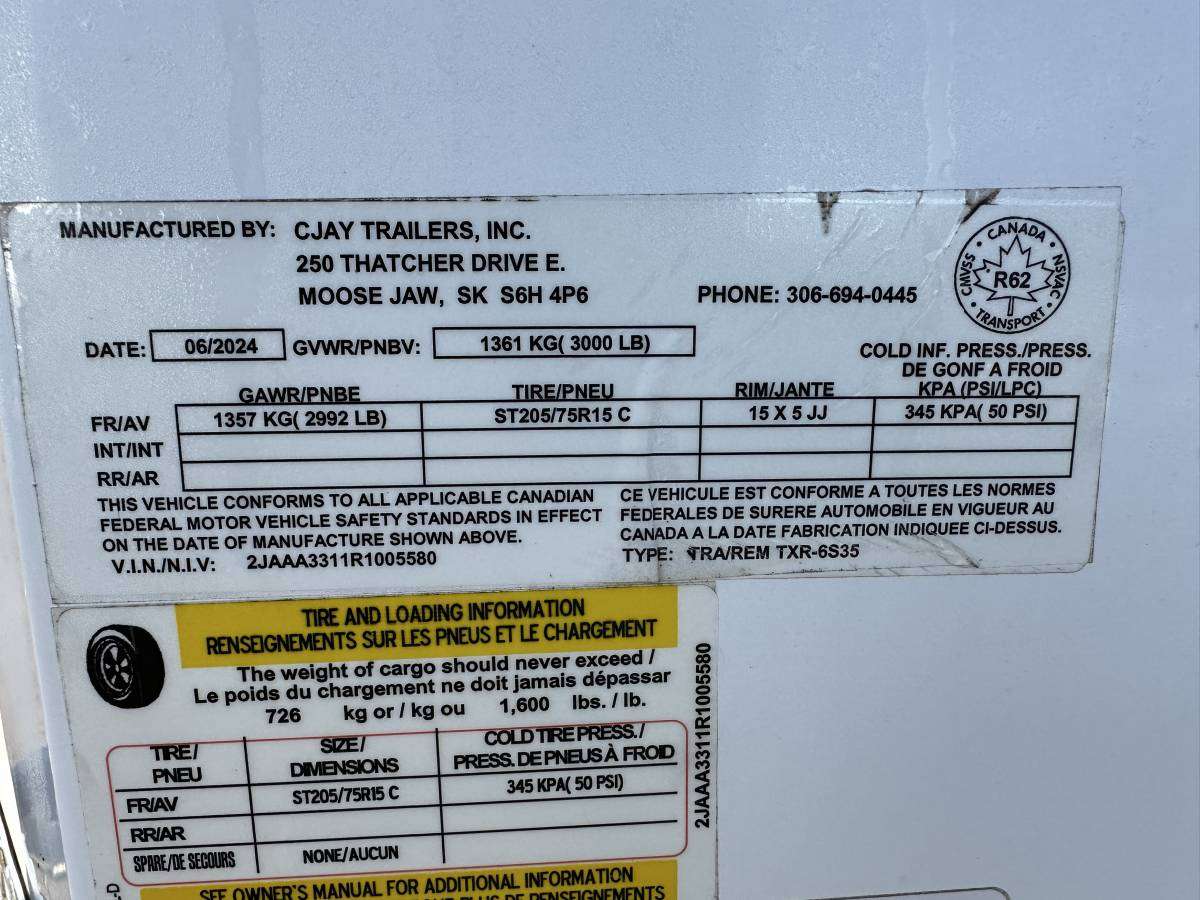 MANUFACTURED BY: CJAY TRAILERS, INC.
250 THATCHER DRIVE E.
MOOSE JAW, SK S6H 4P6 PHONE: 306-694-0445
CANADA
CMVSS R62 NSVAC
TRANSPORT
DATE: 06/2024 GVWR/PNBV: 1361 KG( 3000 LB)
COLD INF. PRESS./PRESS.
DE GONF A FROID
GAWR/PNBE TIRE/PNEU RIM/JANTE KPA (PSI/LPC)
FR/AV 1357 KG( 2992 LB) ST205/75R15 C 15 X 5 JJ 345 KPA( 50 PSI)
INT/INT
RR/AR
THIS VEHICLE CONFORMS TO ALL APPLICABLE CANADIAN
FEDERAL MOTOR VEHICLE SAFETY STANDARDS IN EFFECT
ON THE DATE OF MANUFACTURE SHOWN ABOVE.
V.I.N./N.I.V: 2JAAA3311R1005580
CE VEHICULE EST CONFORME A TOUTES LES NORMES
FEDERALES DE SURERE AUTOMOBILE EN VIGUEUR AU
CANADA A LA DATE FABRICATION INDIQUEE CI-DESSUS.
TYPE: TRA/REM TXR-6S35
TIRE AND LOADING INFORMATION
RENSEIGNEMENTS SUR LES PNEUS ET LE CHARGEMENT
The weight of cargo should never exceed /
Le poids du chargement ne doit jamais dépassar
726 kg or / kg ou 1,600 lbs. / lb.
TIRE/ SIZE/ COLD TIRE PRESS./
PNEU DIMENSIONS PRESS. DE PNEUS À FROID
FR/AV ST205/75R15 C 345 KPA( 50 PSI)
RR/AR
SPARE/DE SECOURS NONE/AUCUN
2JAAA3311R1005580
SEE OWNER'S MANUAL FOR ADDITIONAL INFORMATION
PLUS DE RENSEIGNEMENTS